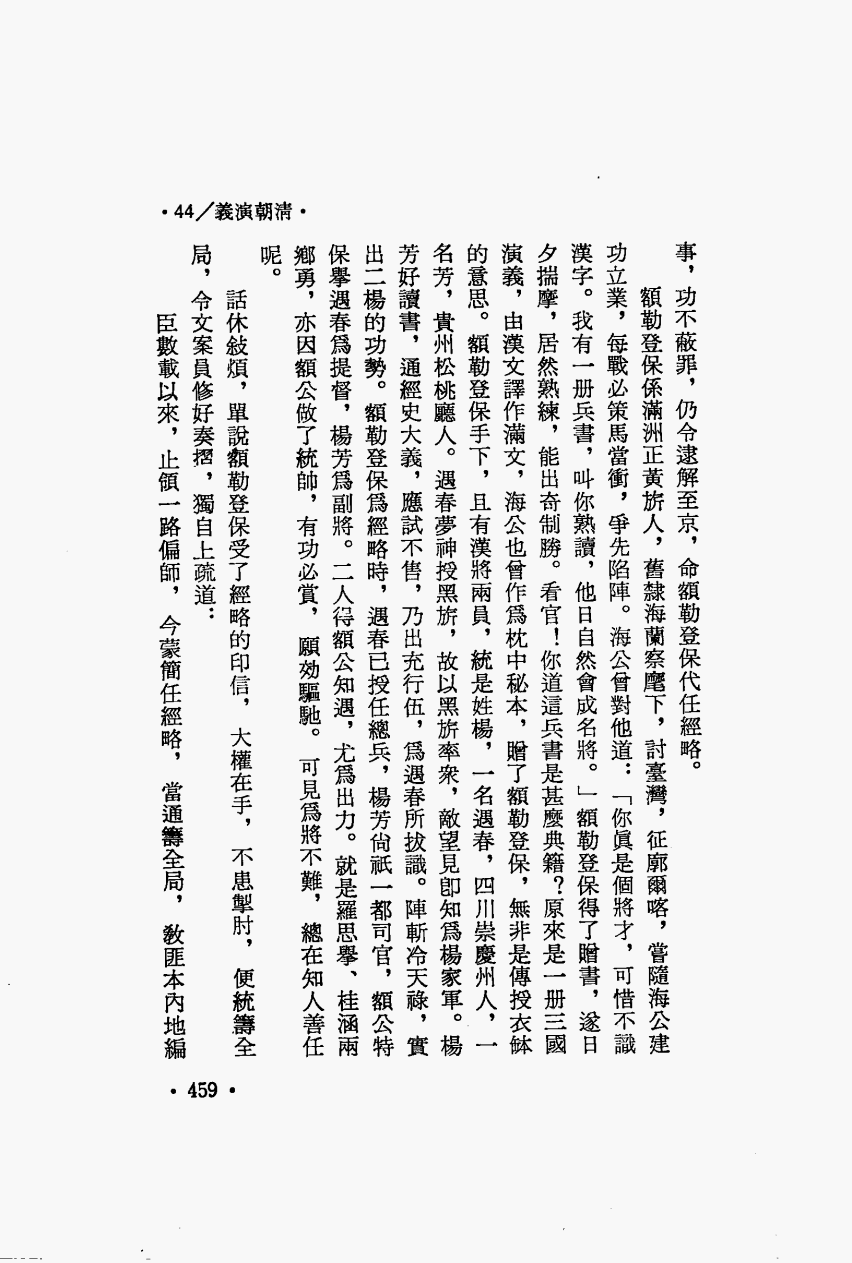 •44／義演朝清•
事，功不蔽罪，仍令逮解至京，命額勒登保代任經略。
額勒登保係滿洲正黃旂人，舊隸海蘭察麾下，討臺灣，征廓爾喀，嘗隨海公建
功立業，每戰必策馬當衝，爭先陷陣。海公曾對他道：「你眞是個將才，可惜不識
漢字。我有一册兵書，叫你熟讀，他日自然會成名將。」額勒登保得了贈書，遂日
夕揣摩，居然熟練，能出奇制勝。看官！你道這兵書是甚麼典籍？原來是一册三國
演義，由漢文譯作滿文，海公也曾作爲枕中秘本，贈了額勒登保，無非是傳授衣缽
的意思。額勒登保手下，且有漢將兩員，統是姓楊，一名遇春，四川崇慶州人，一
名芳，貴州松桃廳人。遇春夢神授黑旂，故以黑旂率衆，敵望見卽知爲楊家軍。楊
芳好讀書，通經史大義，應試不售，乃出充行伍，爲遇春所拔識。陣斬冷天祿，實
出二楊的功勢。額勒登保爲經略時，遇春已授任總兵，楊芳尙祇一都司官，額公特
保擧遇春爲提督，楊芳爲副將。二人得額公知遇，尤爲出力。就是羅思擧、桂涵兩
鄉勇，亦因額公做了統帥，有功必賞，願効驅馳。可見爲將不難，總在知人善任
呢。
話休敍煩，單說額勒登保受了經略的印信，大權在手，不患掣肘，便統籌全
局，令文案員修好奏摺，獨自上疏道：
臣數載以來，止領一路偏師，今蒙簡任經略，當通籌全局，敎匪本內地編
•459•